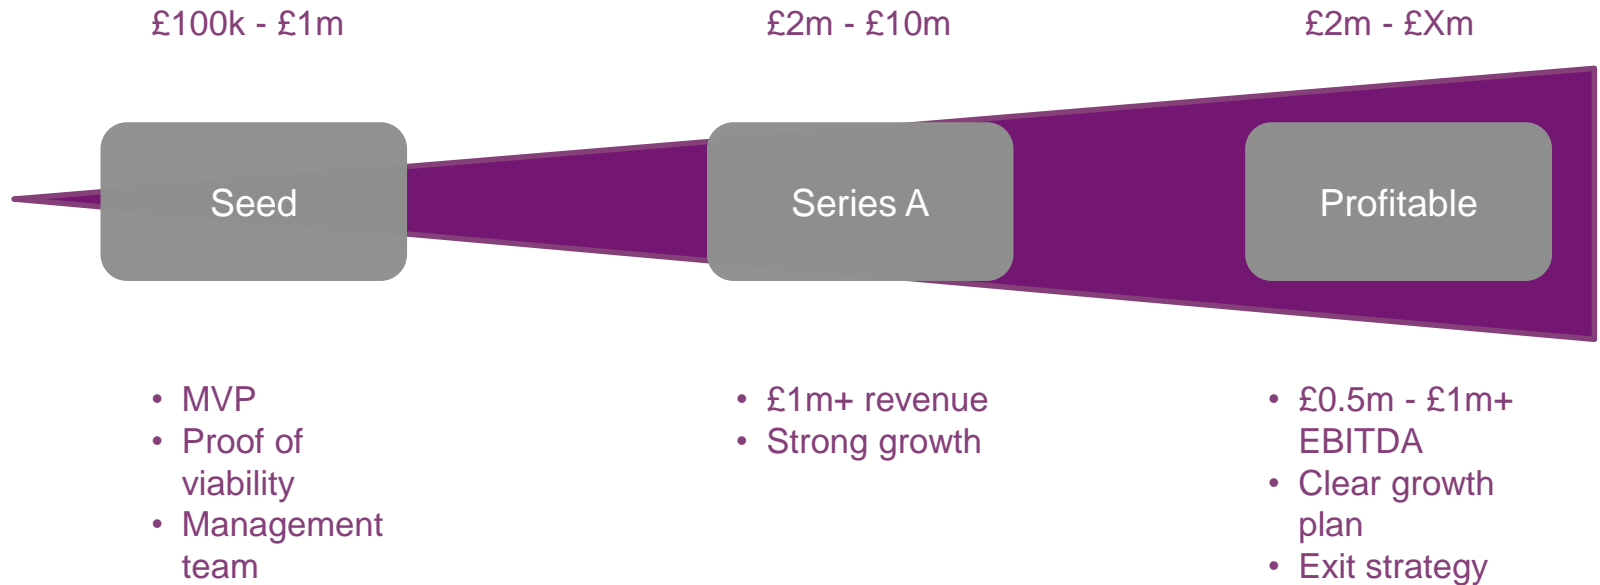 £100k - £1m
£2m - £10m
£2m - £Xm
Seed
Series A
Profitable
• MVP
• Proof of
viability
• Management
team
• £1m+ revenue
• Strong growth
• £0.5m - £1m+
EBITDA
• Clear growth
plan
• Exit strategy